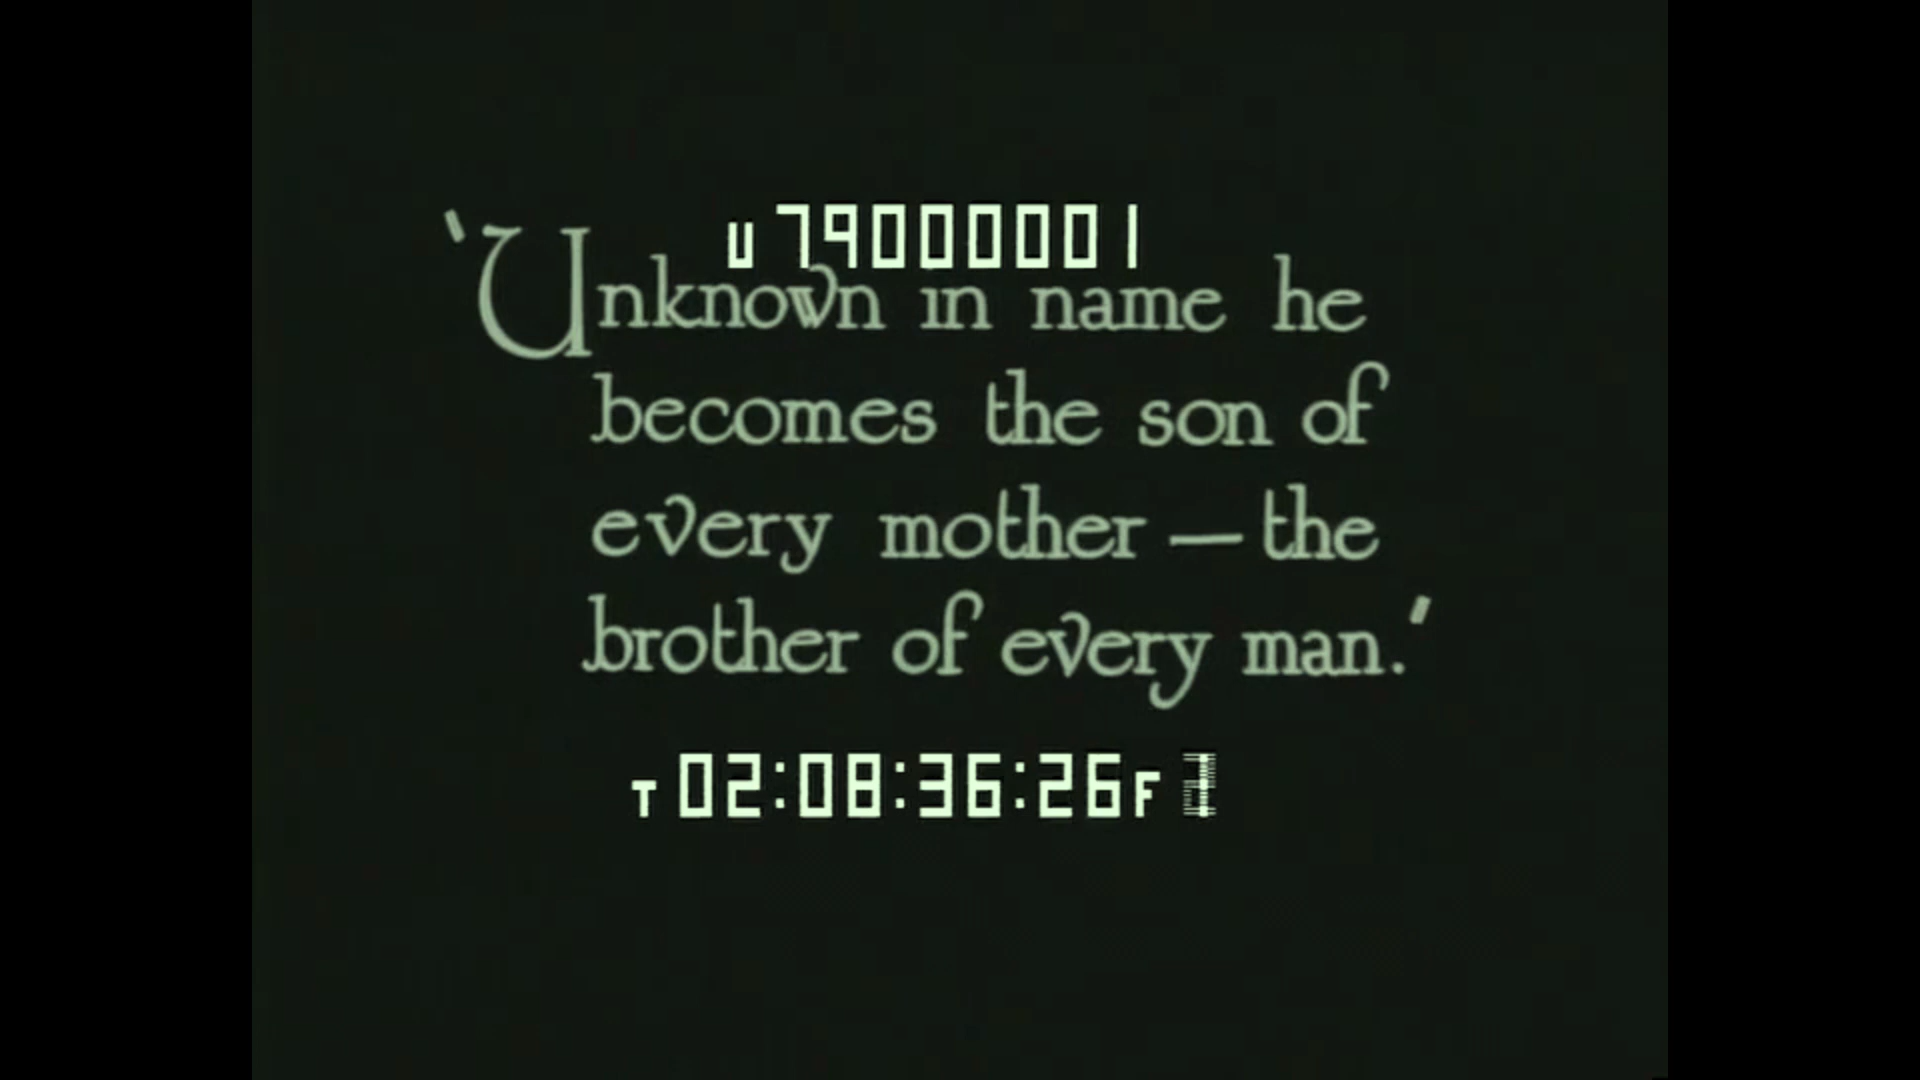 U 79000001
'Unknown in name he
becomes the son of
every mother — the
brother of every man.'
T 02:08:36:26F